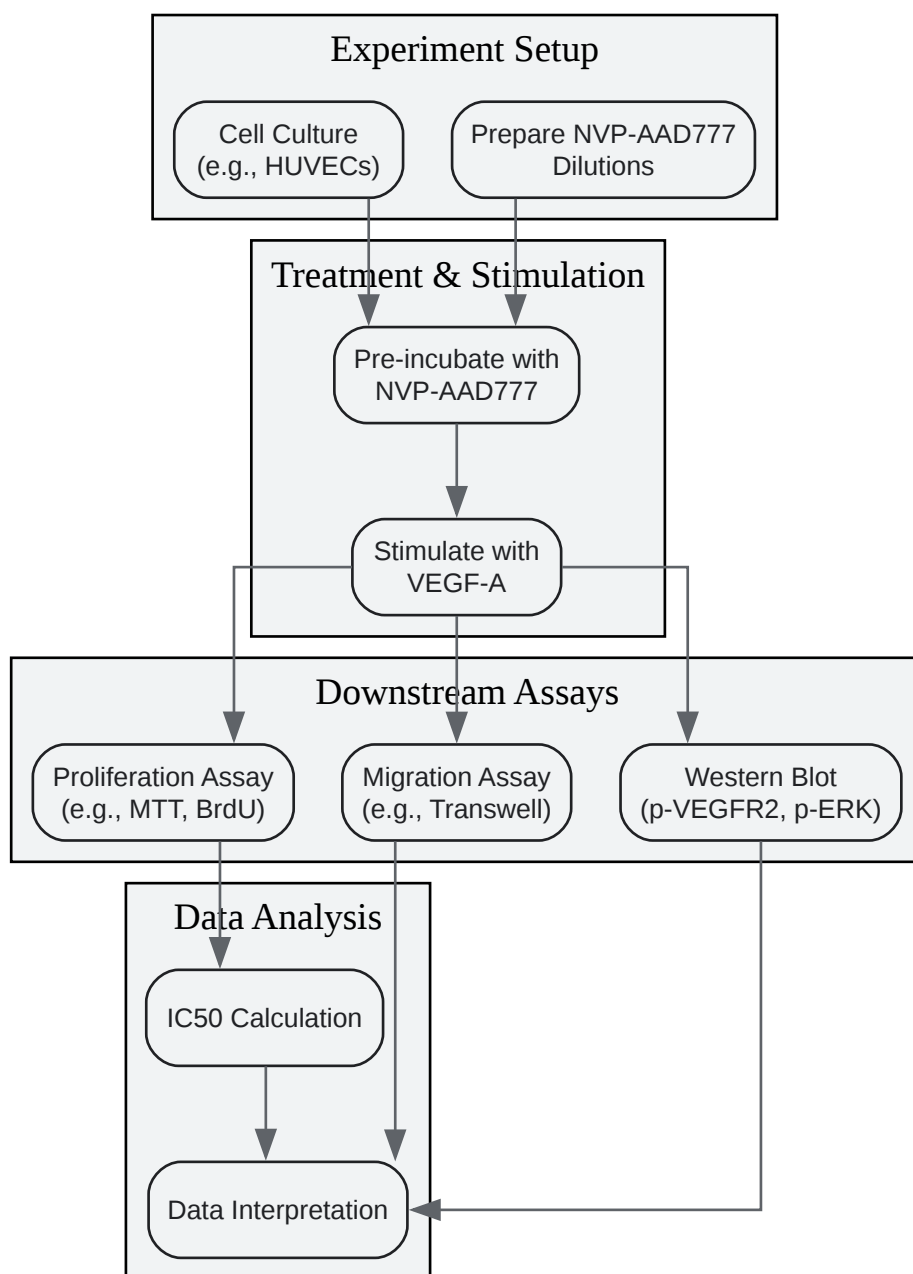 Experiment Setup
Cell Culture
(e.g., HUVECs)
Prepare NVP-AAD777
Dilutions
Treatment & Stimulation
Pre-incubate with
NVP-AAD777
Stimulate with
VEGF-A
Downstream Assays
Proliferation Assay
(e.g., MTT, BrdU)
Migration Assay
(e.g., Transwell)
Western Blot
(p-VEGFR2, p-ERK)
Data Analysis
IC50 Calculation
Data Interpretation